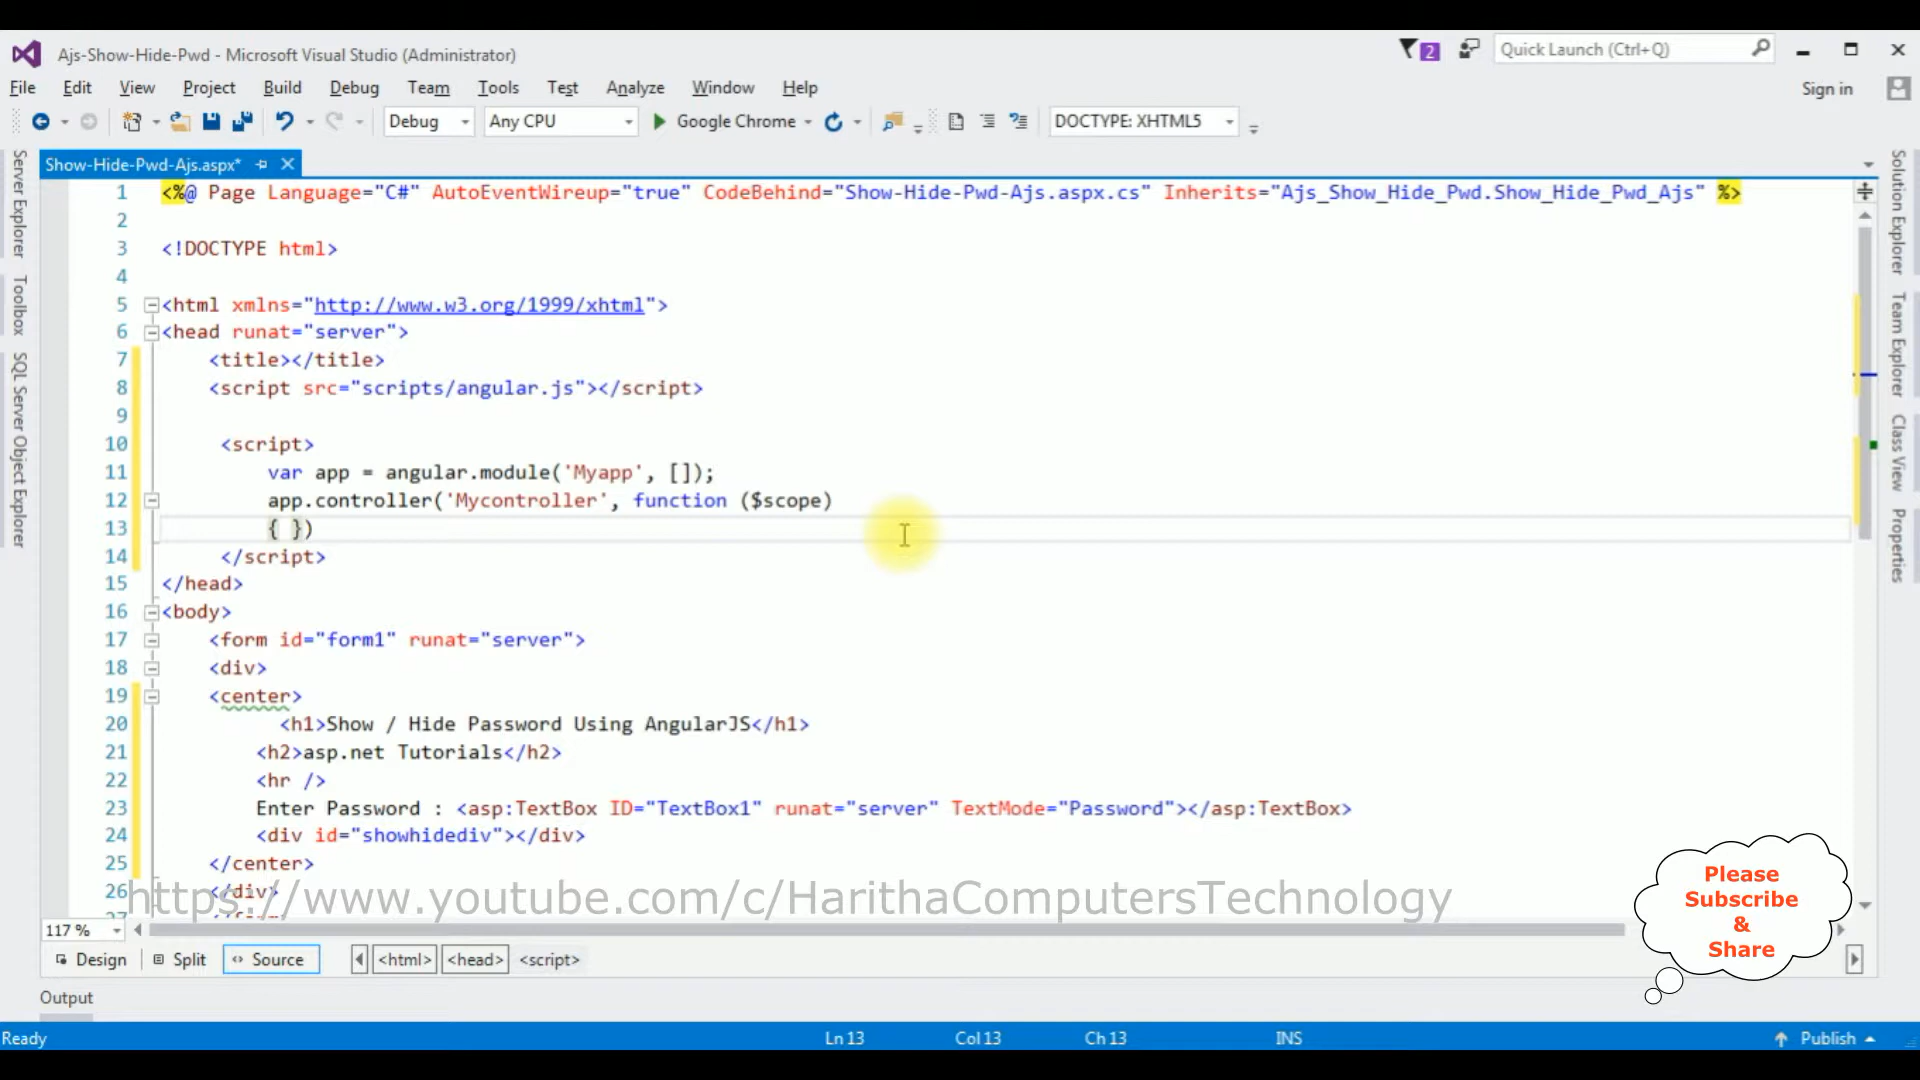 Ajs-Show-Hide-Pwd - Microsoft Visual Studio (Administrator)
2
Quick Launch (Ctrl+Q)
File Edit View Project Build Debug Team Tools Test Analyze Window Help
Sign in
Debug
Any CPU
Google Chrome
DOCTYPE: XHTML5
Show-Hide-Pwd-Ajs.aspx*
Server Explorer
Toolbox
SQL Server Object Explorer
Solution Explorer
Team Explorer
Class View
Properties
1 <%@ Page Language="C#" AutoEventWireup="true" CodeBehind="Show-Hide-Pwd-Ajs.aspx.cs" Inherits="Ajs_Show_Hide_Pwd.Show_Hide_Pwd_Ajs" %>
2
3 <!DOCTYPE html>
4
5 <html xmlns="http://www.w3.org/1999/xhtml">
6 <head runat="server">
7 <title></title>
8 <script src="scripts/angular.js"></script>
9
10 <script>
11 var app = angular.module('Myapp', []);
12 app.controller('Mycontroller', function ($scope)
13 { })
14 </script>
15 </head>
16 <body>
17 <form id="form1" runat="server">
18 <div>
19 <center>
20 <h1>Show / Hide Password Using AngularJS</h1>
21 <h2>asp.net Tutorials</h2>
22 <hr />
23 Enter Password : <asp:TextBox ID="TextBox1" runat="server" TextMode="Password"></asp:TextBox>
24 <div id="showhidediv"></div>
25 </center>
26 </div>
https://www.youtube.com/c/HarithaComputersTechnology
Please
Subscribe
&
Share
117 %
Design Split Source <html> <head> <script>
Output
Ready Ln 13 Col 13 Ch 13 INS Publish